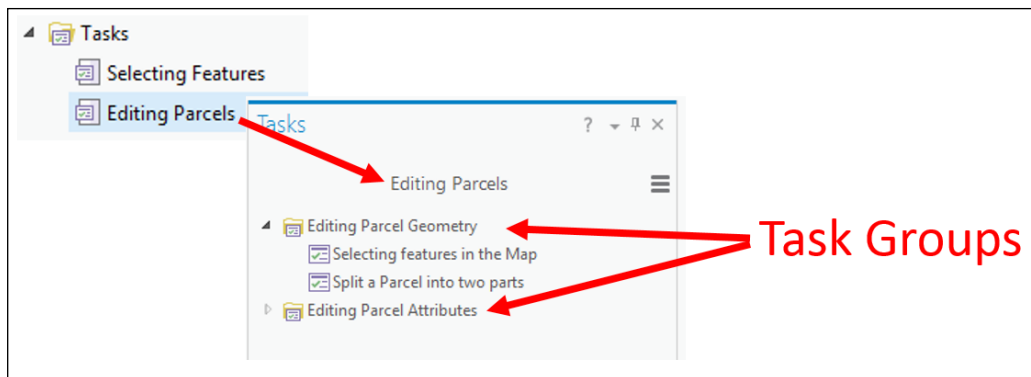 Tasks
Selecting Features
Editing Parcels
Tasks ?
Editing Parcels
Editing Parcel Geometry
Selecting features in the Map
Split a Parcel into two parts
Editing Parcel Attributes
Task Groups